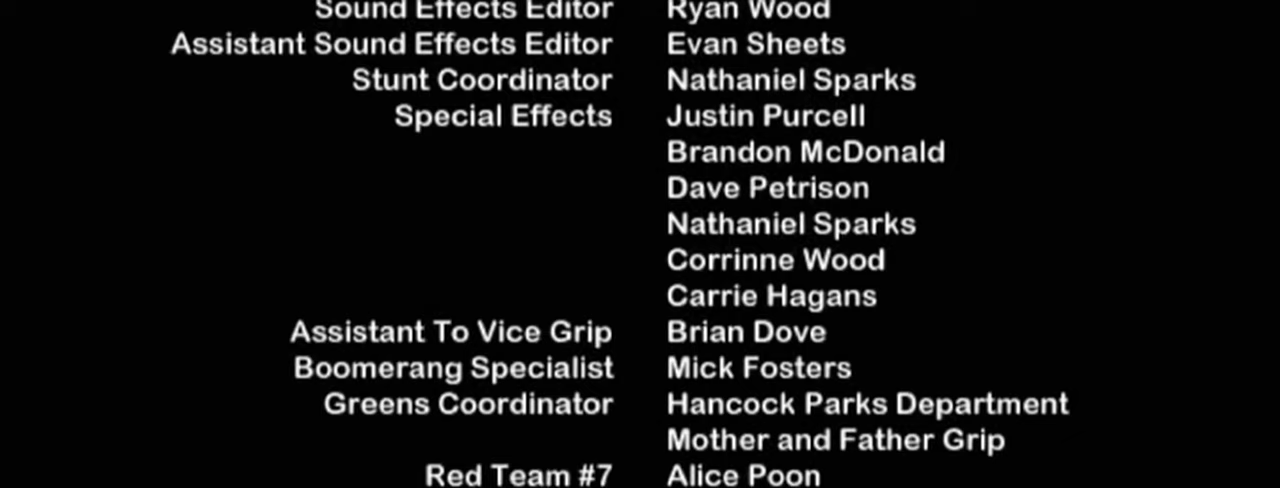 Sound Effects Editor Ryan Wood
Assistant Sound Effects Editor Evan Sheets
Stunt Coordinator Nathaniel Sparks
Special Effects Justin Purcell
Brandon McDonald
Dave Petrison
Nathaniel Sparks
Corrinne Wood
Carrie Hagans
Assistant To Vice Grip Brian Dove
Boomerang Specialist Mick Fosters
Greens Coordinator Hancock Parks Department
Mother and Father Grip
Red Team #7 Alice Poon